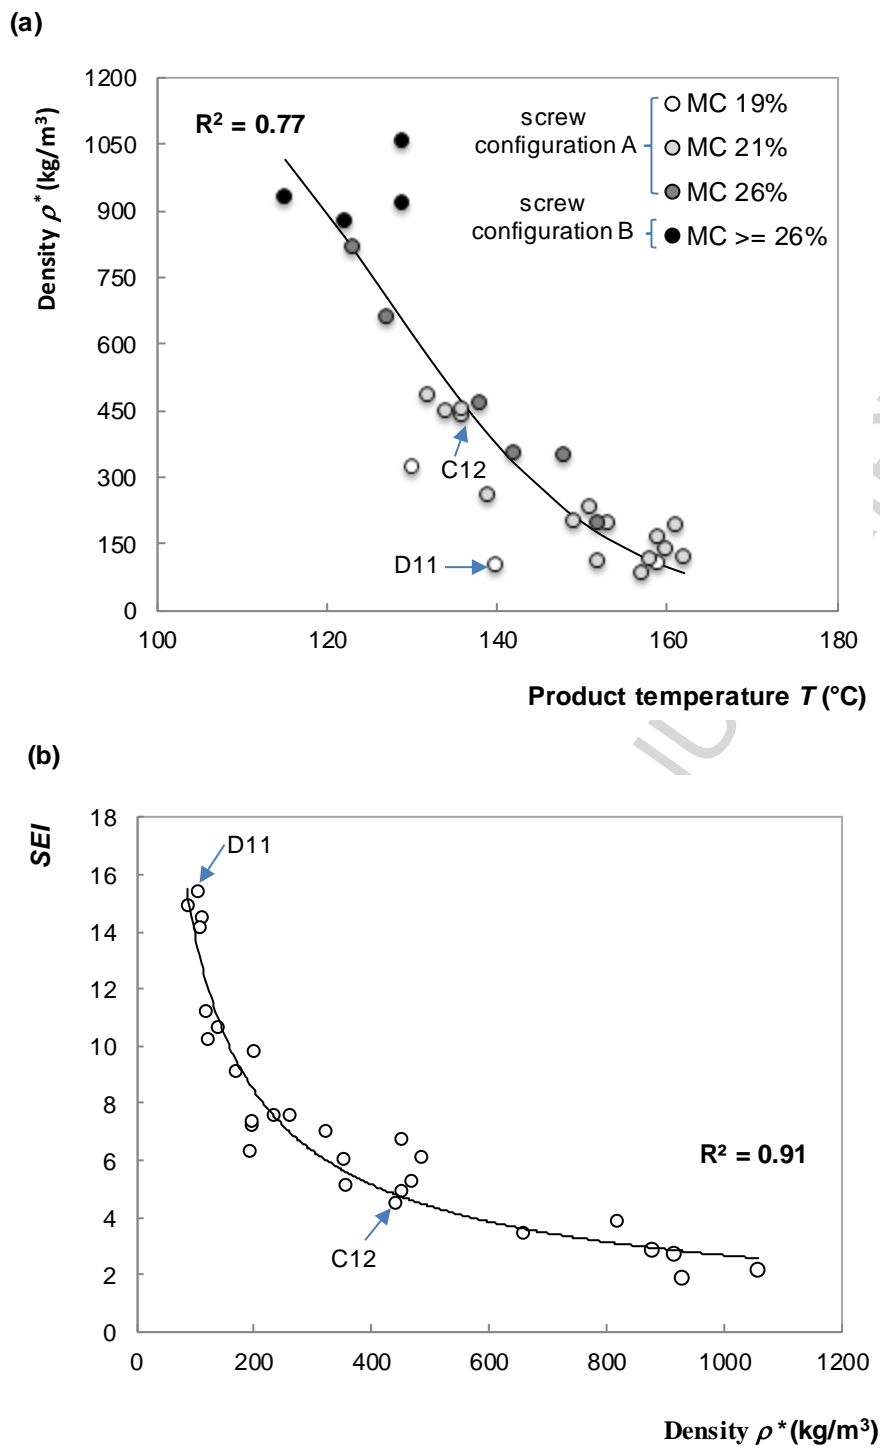 (a)
1200
1050
900
750
600
450
300
150
0
Density ρ* (kg/m³)
R² = 0.77
screw
configuration A
MC 19%
MC 21%
MC 26%
screw
configuration B
MC >= 26%
C12
D11
100 120 140 160 180
Product temperature T (°C)
(b)
18
16
14
12
10
8
6
4
2
0
SEI
D11
R² = 0.91
C12
0 200 400 600 800 1000 1200
Density ρ* (kg/m³)